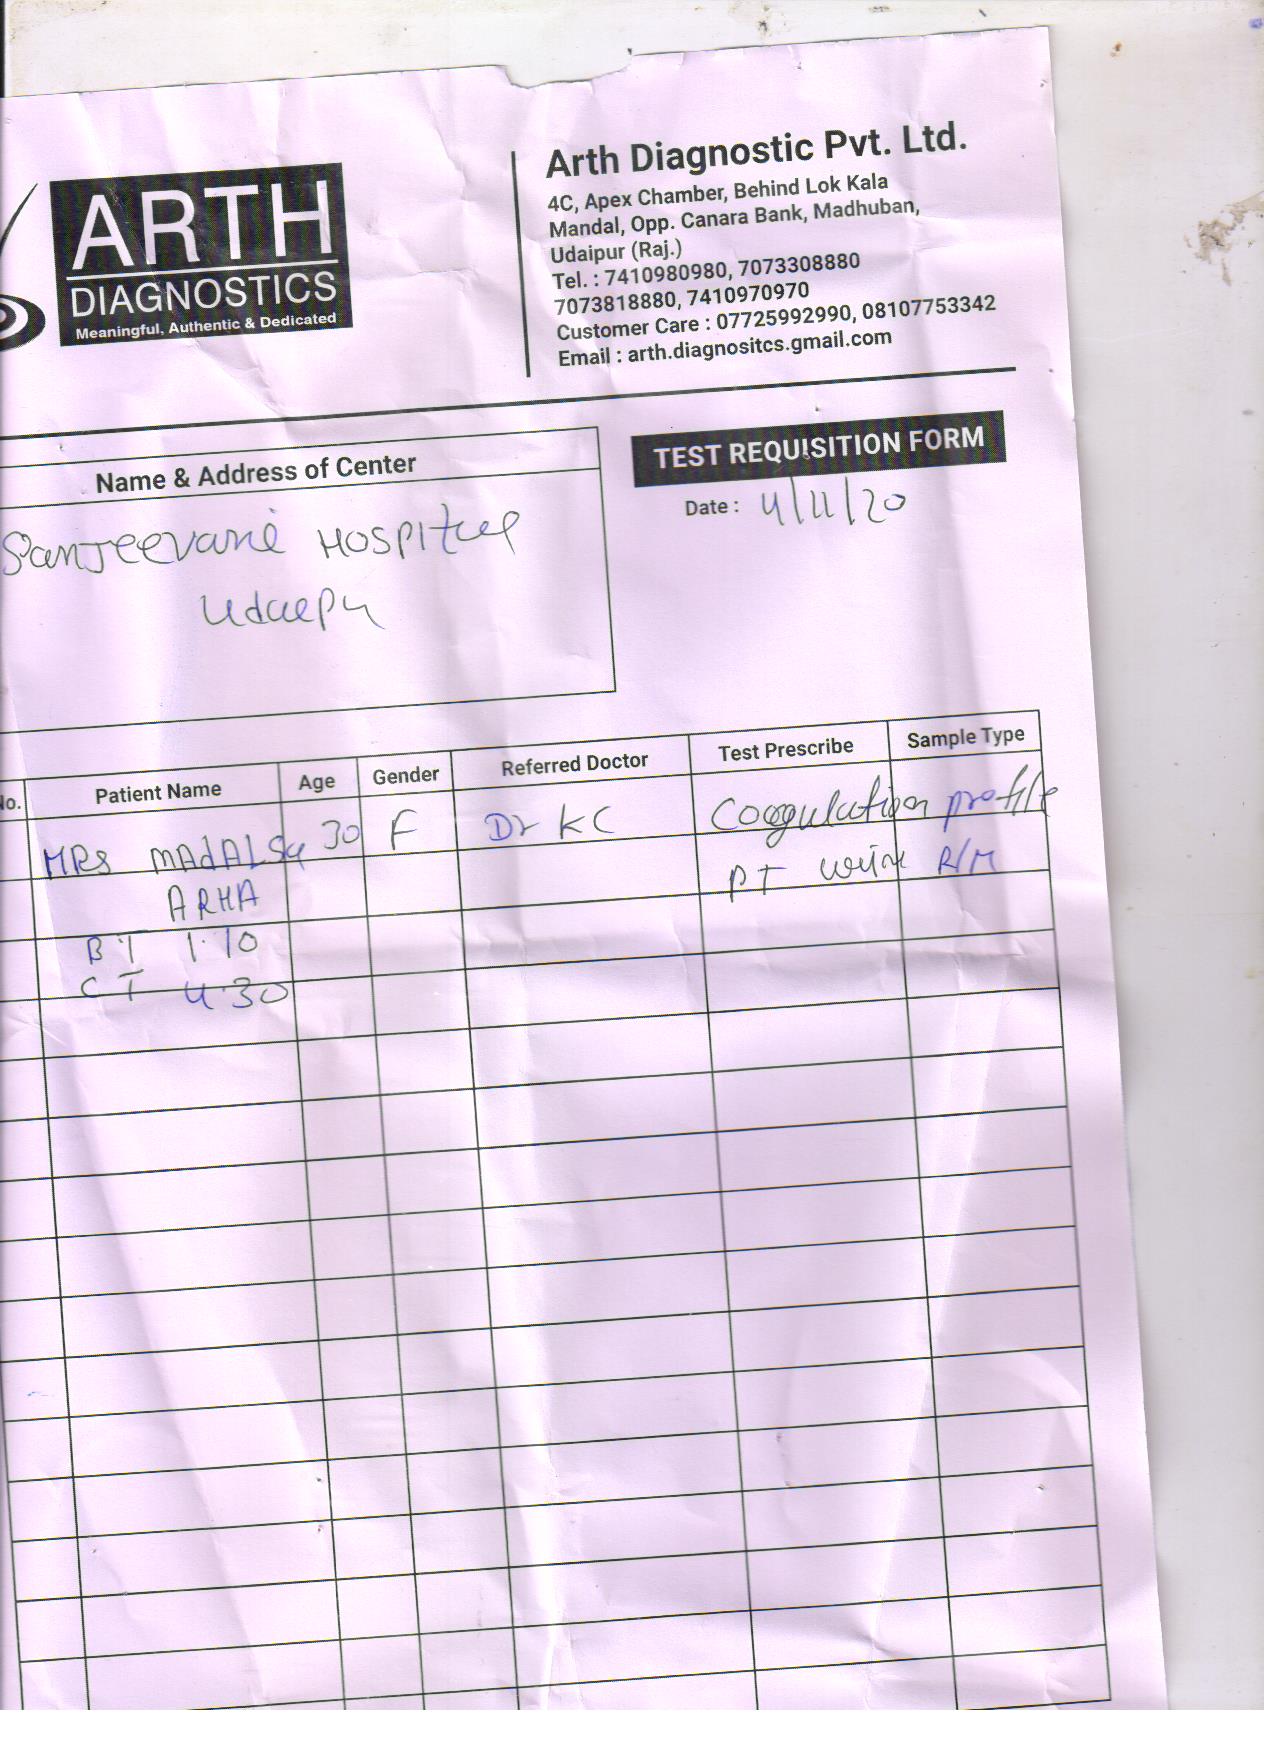 ARTH
DIAGNOSTICS
Meaningful, Authentic & Dedicated
Arth Diagnostic Pvt. Ltd.
4C, Apex Chamber, Behind Lok Kala
Mandal, Opp. Canara Bank, Madhuban,
Udaipur (Raj.)
Tel. : 7410980980, 7073308880
7073818880, 7410970970
Customer Care : 07725992990, 08107753342
Email : arth.diagnositcs.gmail.com
Name & Address of Center
TEST REQUISITION FORM
Date : 4/11/20
Sanjeevani HOSPITal
No. Patient Name Age Gender Referred Doctor Test Prescribe Sample Type
MRS 30 F Dr KC Coagulation profile
ARHA PT urine R/M
BT 1.10
CT 4.30